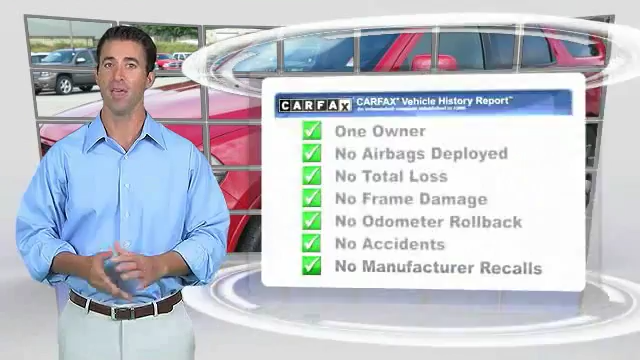 CARFAX CARFAX Vehicle History Report™
One Owner
No Airbags Deployed
No Total Loss
No Frame Damage
No Odometer Rollback
No Accidents
No Manufacturer Recalls